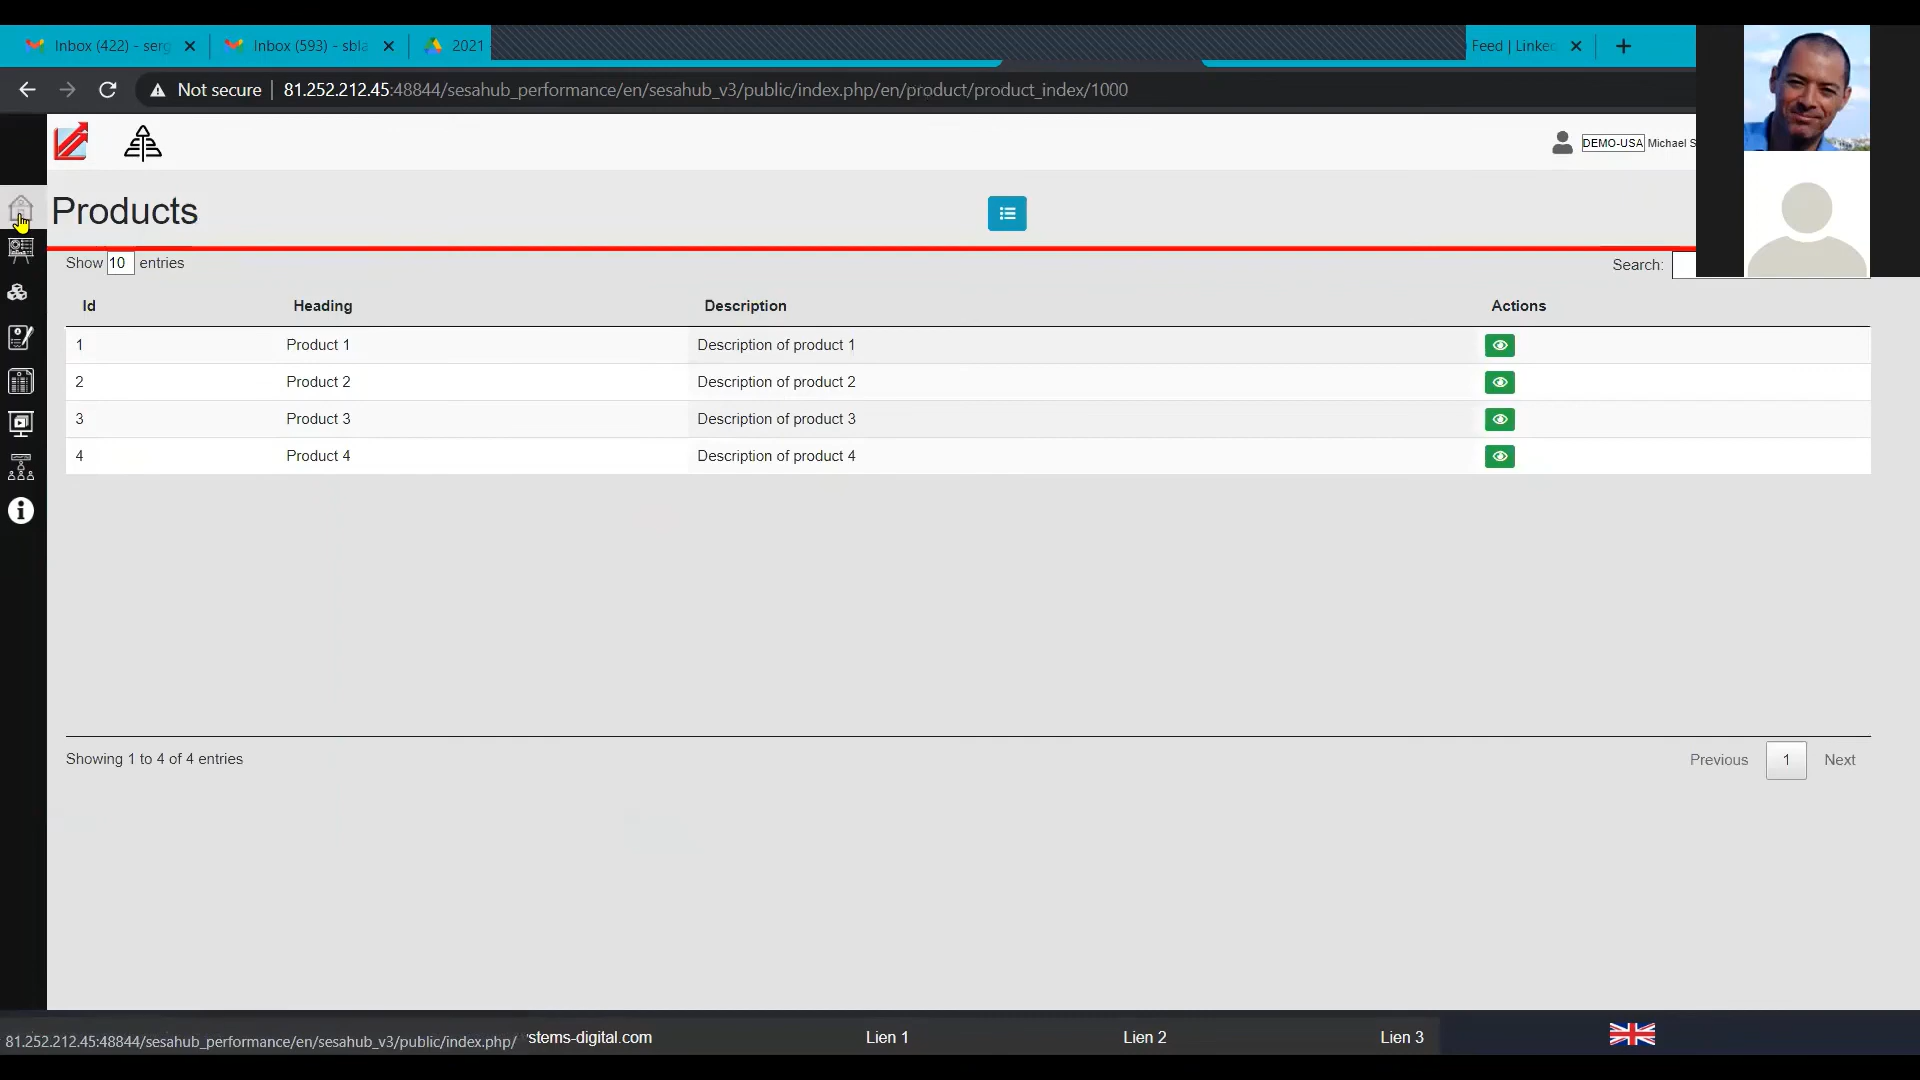 Inbox (422) - serg
Inbox (593) - sbla
2021
Feed | Linke
Not secure
81.252.212.45:48844/sesahub_performance/en/sesahub_v3/public/index.php/en/product/product_index/1000
DEMO-USA Michael S
Products
Show 10 entries
Search:
Id Heading Description Actions
1 Product 1 Description of product 1
2 Product 2 Description of product 2
3 Product 3 Description of product 3
4 Product 4 Description of product 4
Showing 1 to 4 of 4 entries
Previous 1 Next
81.252.212.45:48844/sesahub_performance/en/sesahub_v3/public/index.php/
stems-digital.com Lien 1 Lien 2 Lien 3